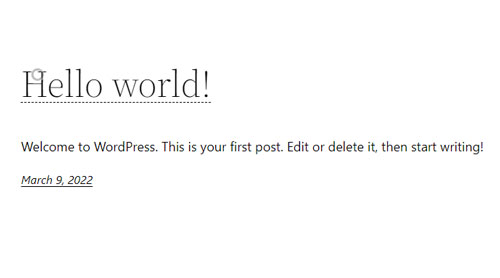 Hello world!
Welcome to WordPress. This is your first post. Edit or delete it, then start writing!
March 9, 2022